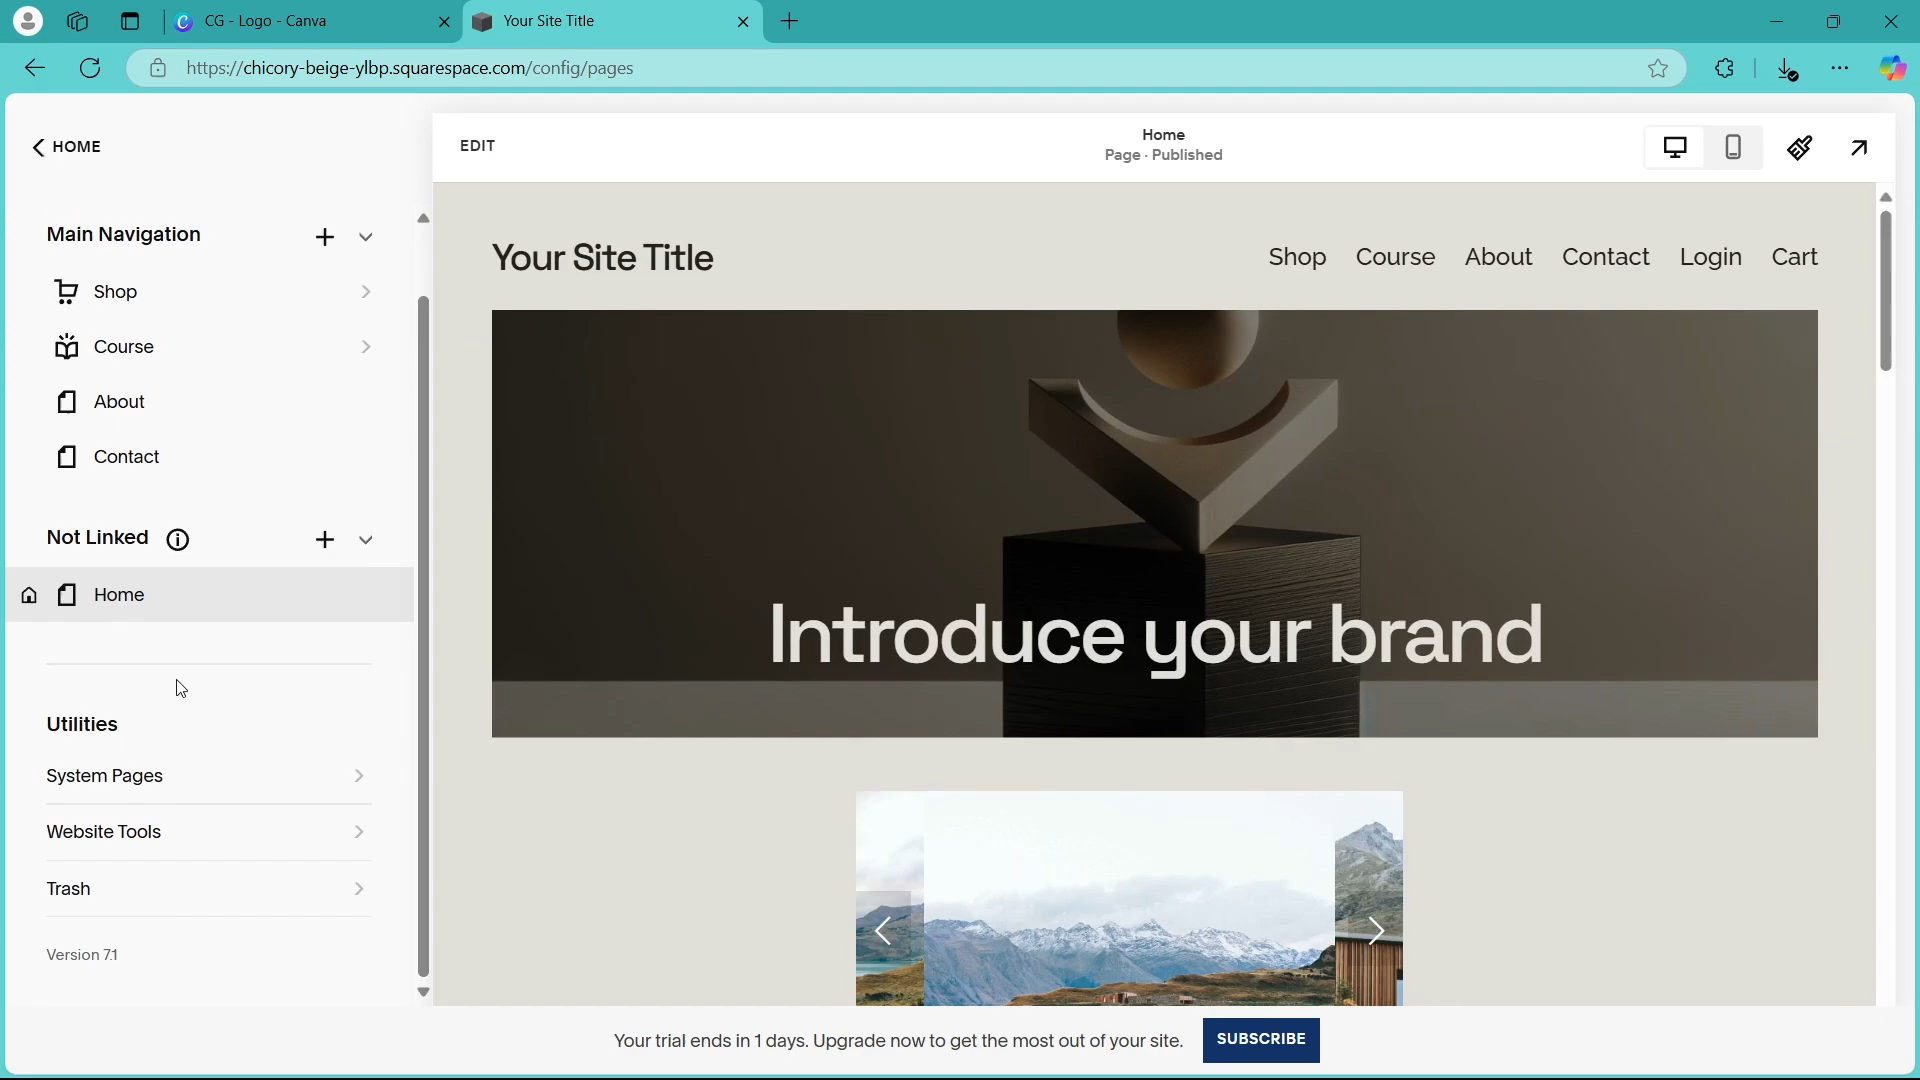 CG - Logo - Canva
Your Site Title
https://chicory-beige-ylbp.squarespace.com/config/pages
HOME
Main Navigation
Shop
Course
About
Contact
Not Linked
Home
Utilities
System Pages
Website Tools
Trash
Version 7.1
EDIT
Home
Page · Published
Your Site Title
Shop Course About Contact Login Cart
Introduce your brand
Your trial ends in 1 days. Upgrade now to get the most out of your site.
SUBSCRIBE